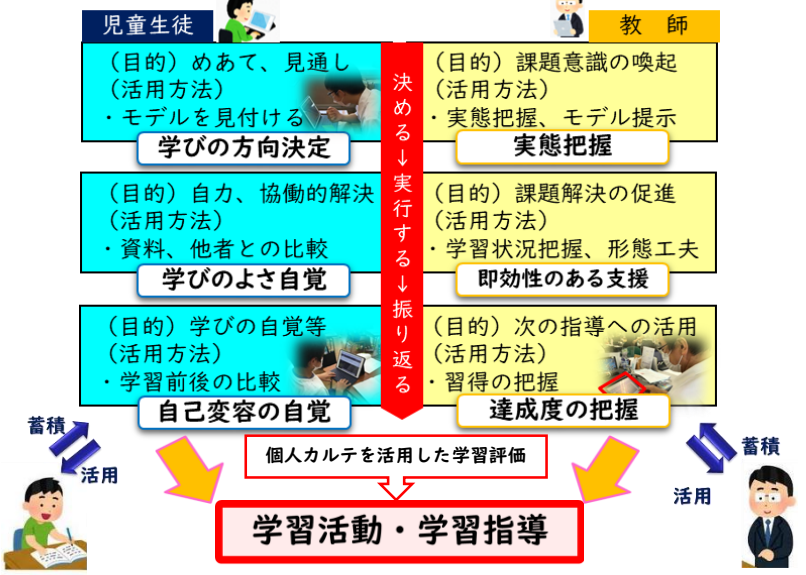 児童生徒
教　師
（目的）めあて、見通し
（活用方法）
・モデルを見付ける
学びの方向決定
（目的）課題意識の喚起
（活用方法）
・実態把握、モデル提示
実態把握
決める→実行する→振り返る
（目的）自力、協働的解決
（活用方法）
・資料、他者との比較
学びのよさ自覚
（目的）課題解決の促進
（活用方法）
・学習状況把握、形態工夫
即効性のある支援
（目的）学びの自覚等
（活用方法）
・学習前後の比較
自己変容の自覚
（目的）次の指導への活用
（活用方法）
・習得の把握
達成度の把握
蓄積
活用
個人カルテを活用した学習評価
蓄積
活用
学習活動・学習指導